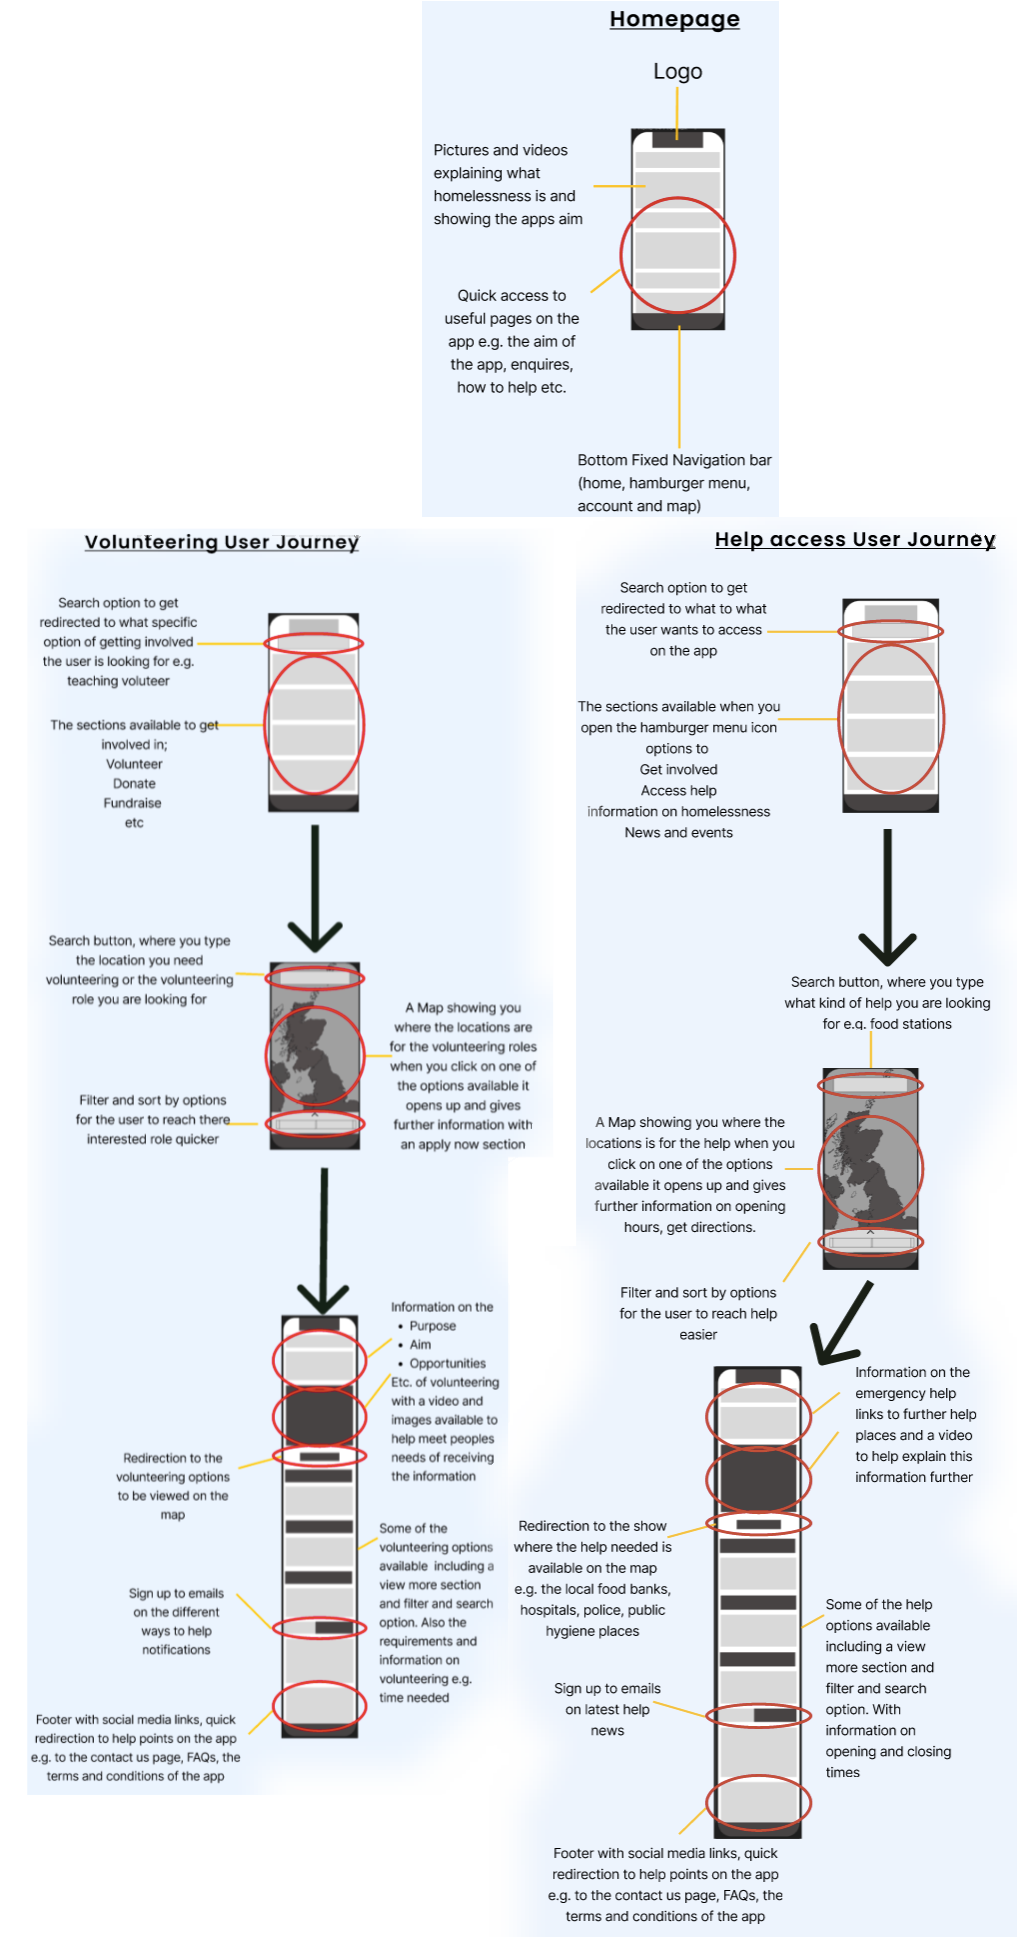 Homepage
Logo
Pictures and videos
explaining what
homelessness is and
showing the apps aim
Quick access to
useful pages on the
app e.g. the aim of
the app, enquires,
how to help etc.
Bottom Fixed Navigation bar
(home, hamburger menu,
account and map)
Volunteering User Journey
Search option to get
redirected to what specific
option of getting involved
the user is looking for e.g.
teaching voluteer
The sections available to get
involved in;
Volunteer
Donate
Fundraise
etc
Search button, where you type
the location you need
volunteering or the volunteering
role you are looking for
A Map showing you
where the locations are
for the volunteering roles
when you click on one of
the options available it
opens up and gives
further information with
an apply now section
Filter and sort by options
for the user to reach there
interested role quicker
Information on the
• Purpose
• Aim
• Opportunities
Etc. of volunteering
with a video and
images available to
help meet peoples
needs of receiving
the information
Redirection to the
volunteering options
to be viewed on the
map
Some of the
volunteering options
available including a
view more section
and filter and search
option. Also the
requirements and
information on
volunteering e.g.
time needed
Sign up to emails
on the different
ways to help
notifications
Footer with social media links, quick
redirection to help points on the app
e.g. to the contact us page, FAQs, the
terms and conditions of the app
Help access User Journey
Search option to get
redirected to what to what
the user wants to access
on the app
The sections available when you
open the hamburger menu icon
options to
Get involved
Access help
information on homelessness
News and events
Search button, where you type
what kind of help you are looking
for e.g. food stations
A Map showing you where the
locations is for the help when you
click on one of the options
available it opens up and gives
further information on opening
hours, get directions.
Filter and sort by options
for the user to reach help
easier
Information on the
emergency help
links to further help
places and a video
to help explain this
information further
Redirection to the show
where the help needed is
available on the map
e.g. the local food banks,
hospitals, police, public
hygiene places
Some of the help
options available
including a view
more section and
filter and search
option. With
information on
opening and closing
times
Sign up to emails
on latest help
news
Footer with social media links, quick
redirection to help points on the app
e.g. to the contact us page, FAQs, the
terms and conditions of the app